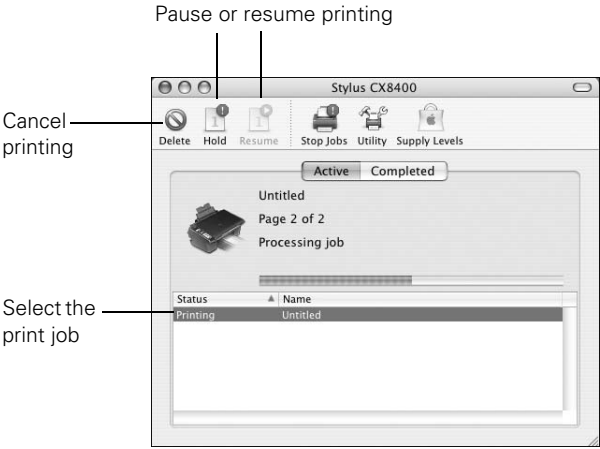 Pause or resume printing
Stylus CX8400
Cancel
printing
Delete Hold Resume Stop Jobs Utility Supply Levels
Active Completed
Untitled
Page 2 of 2
Processing job
Select the
print job
Status Name
Printing Untitled